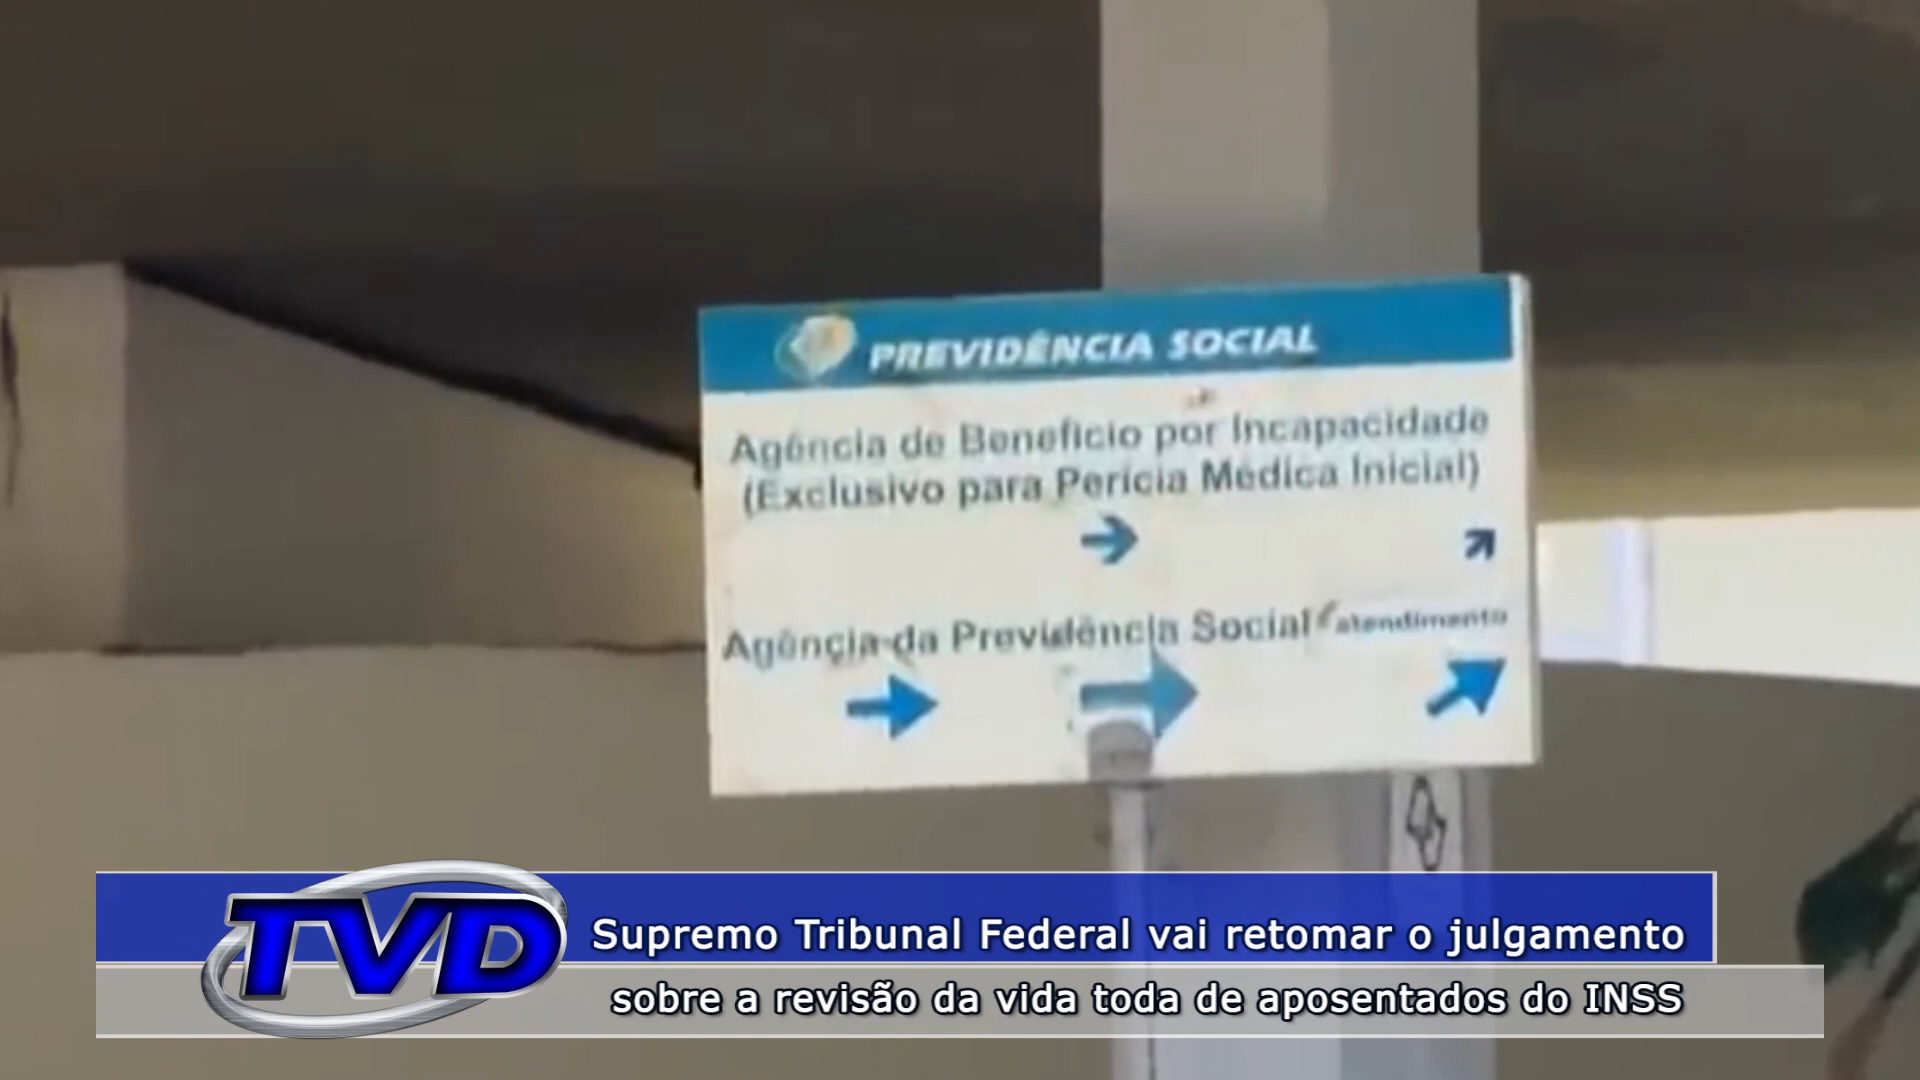 PREVIDÊNCIA SOCIAL
Agência de Benefício por Incapacidade
(Exclusivo para Perícia Médica Inicial)
Agência da Previdência Social atendimento
TVD
Supremo Tribunal Federal vai retomar o julgamento
sobre a revisão da vida toda de aposentados do INSS